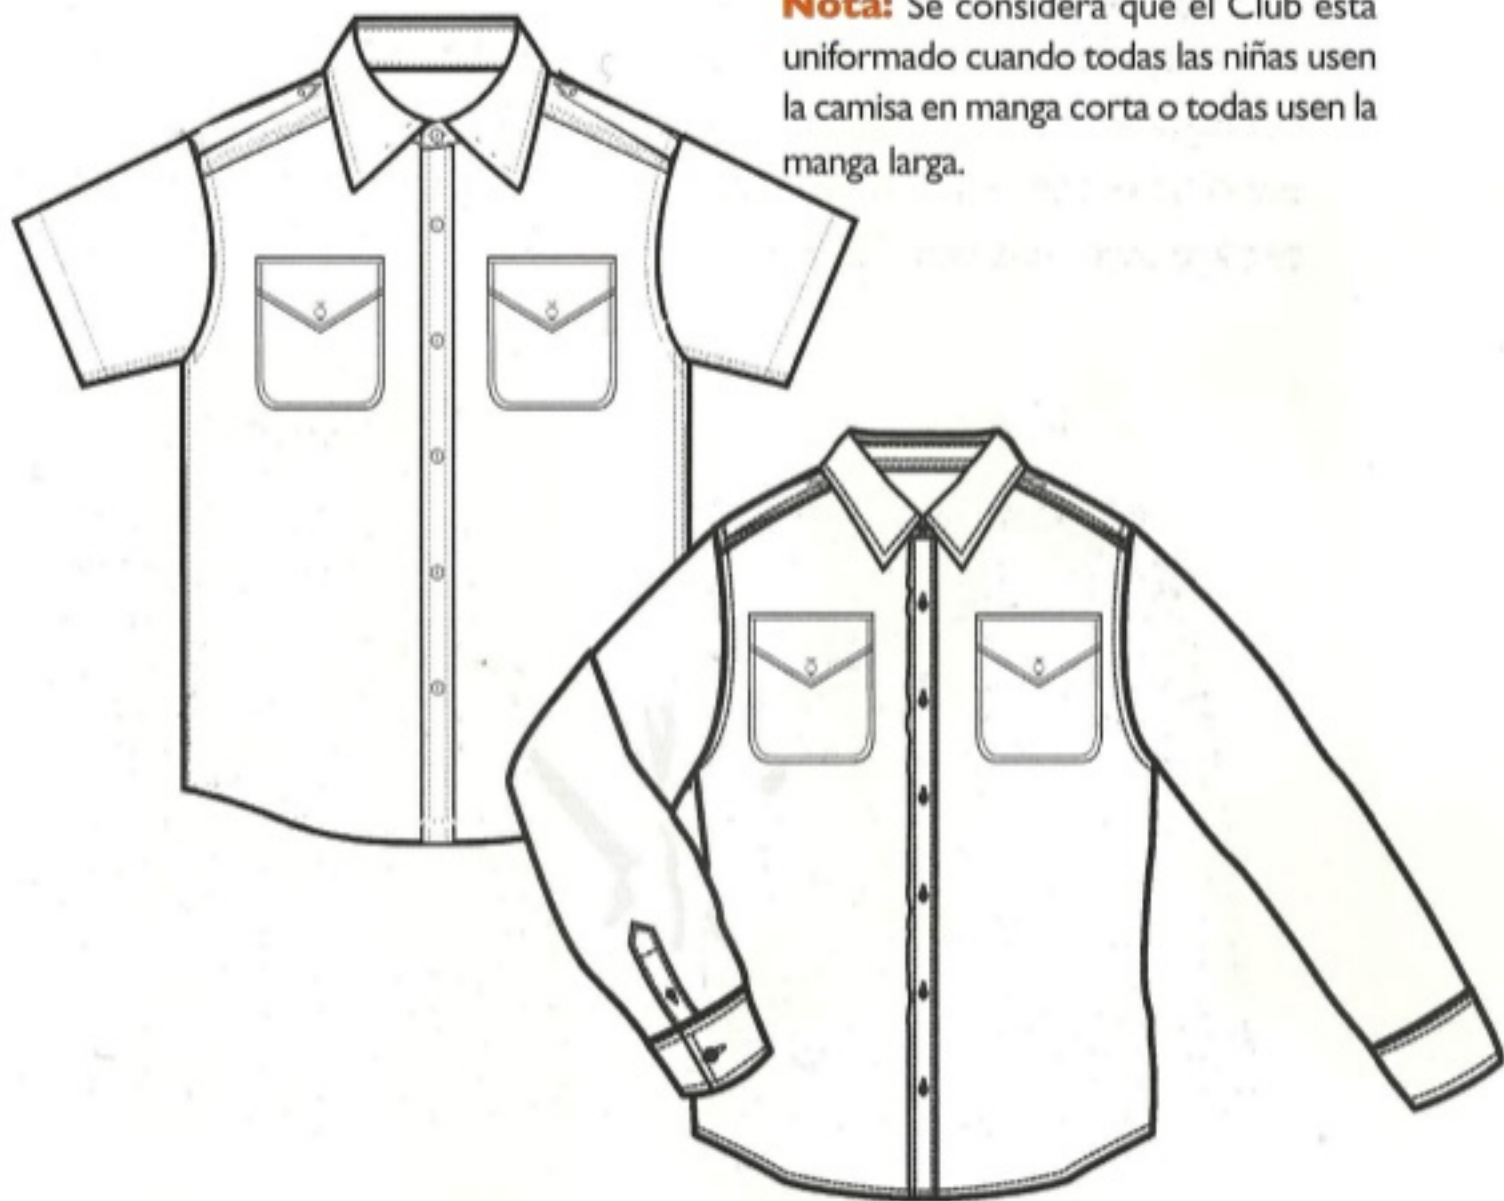 Nota: Se considera que el Club esta
uniformado cuando todas las niñas usen
la camisa en manga corta o todas usen la
manga larga.